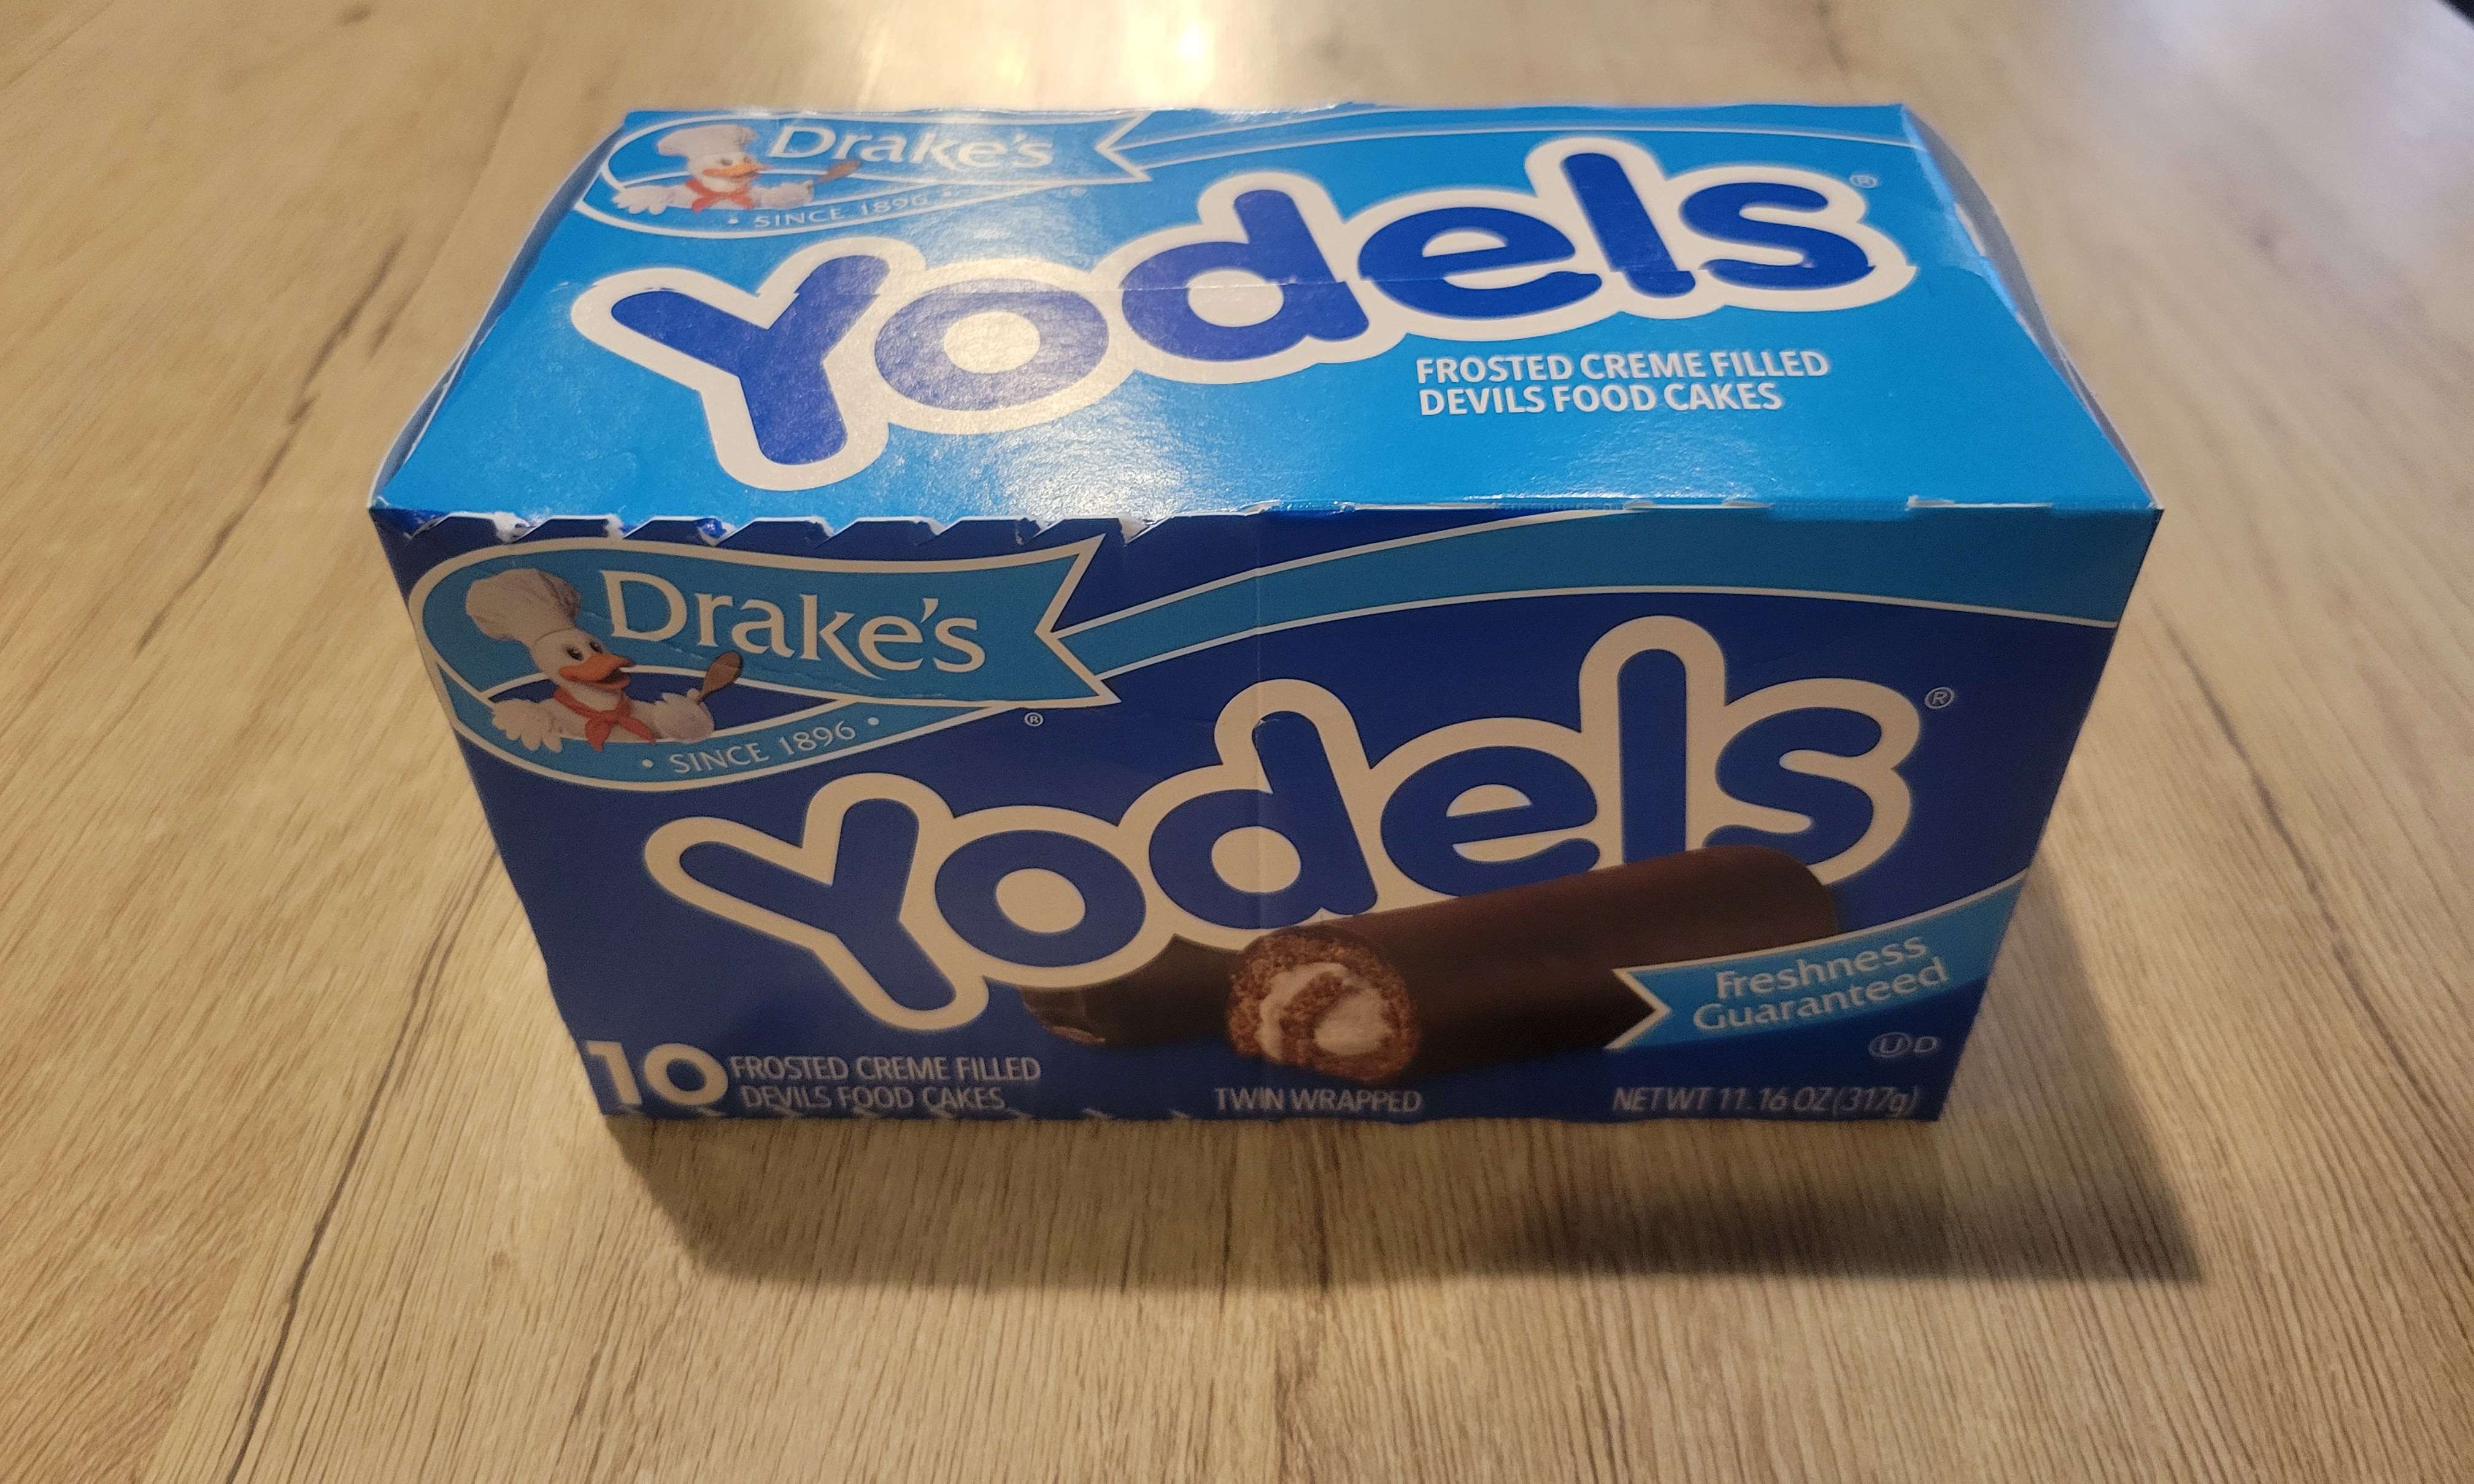 Drake's
• SINCE 1896 •
®
Yodels®
FROSTED CREME FILLED
DEVILS FOOD CAKES
Drake's
• SINCE 1896 •
®
Yodels®
Freshness
Guaranteed
U D
10 FROSTED CREME FILLED
DEVILS FOOD CAKES
TWIN WRAPPED
NET WT 11.16 OZ (317g)